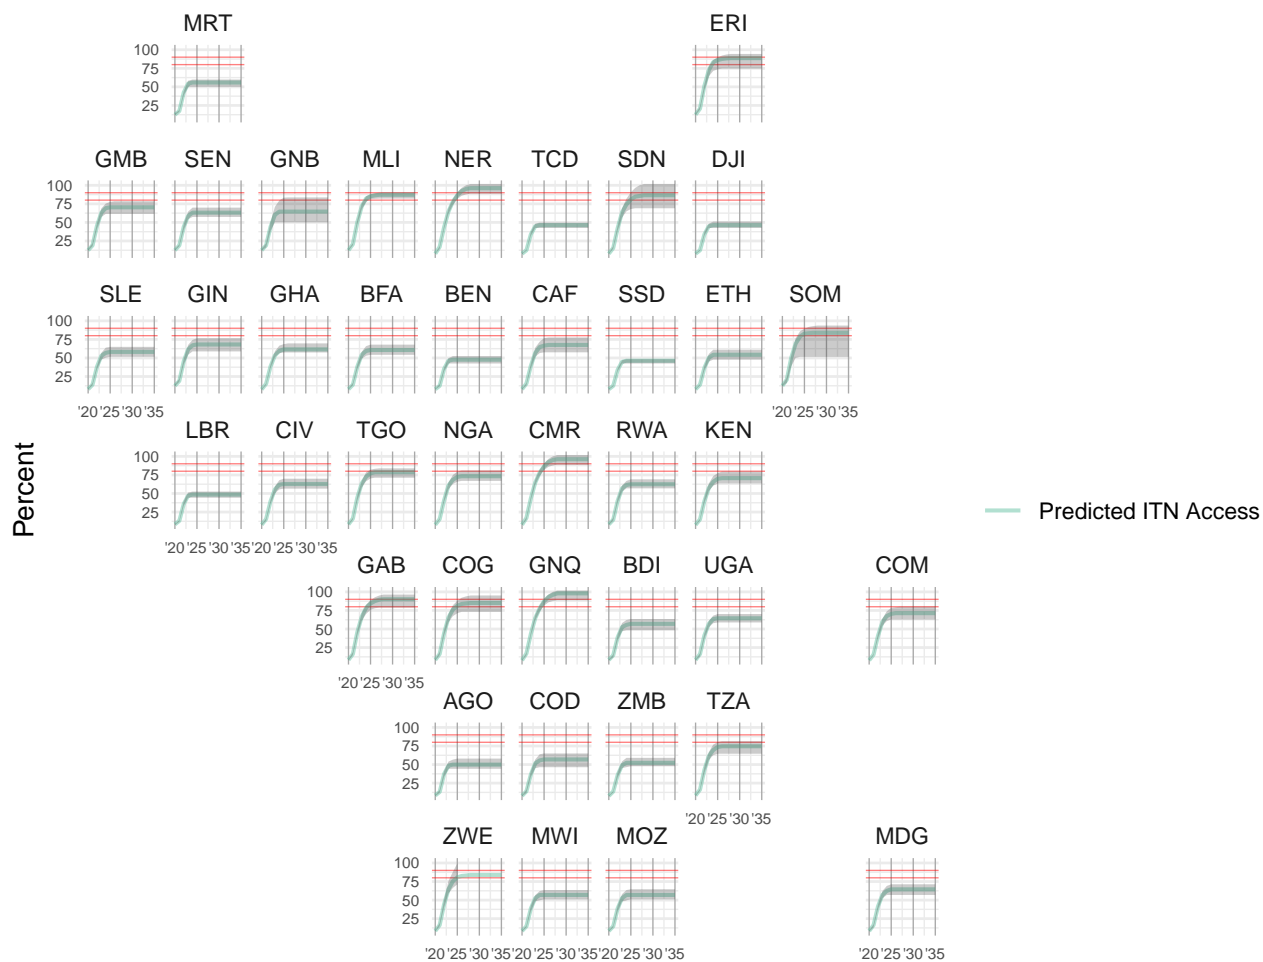 MRT ERI
100
75
50
25
GMB SEN GNB MLI NER TCD SDN DJI
100
75
50
25
SLE GIN GHA BFA BEN CAF SSD ETH SOM
100
75
50
25
'20 '25 '30 '35 '20 '25 '30 '35
LBR CIV TGO NGA CMR RWA KEN
100
75
50
25
'20 '25 '30 '35 '20 '25 '30 '35
GAB COG GNQ BDI UGA COM
100
75
50
25
'20 '25 '30 '35
AGO COD ZMB TZA
100
75
50
25
'20 '25 '30 '35
ZWE MWI MOZ MDG
100
75
50
25
'20 '25 '30 '35 '20 '25 '30 '35 '20 '25 '30 '35 '20 '25 '30 '35
Percent
Predicted ITN Access